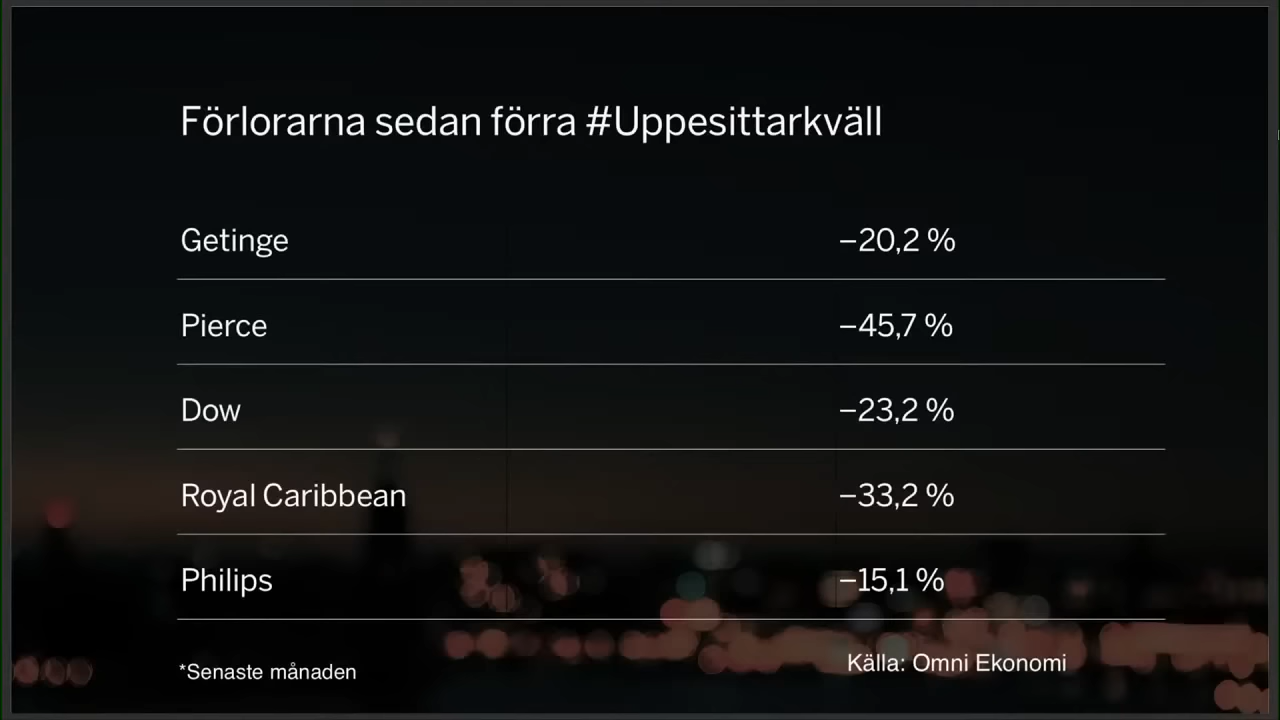 Förlorarna sedan förra #Uppesittarkväll
Getinge –20,2 %
Pierce –45,7 %
Dow –23,2 %
Royal Caribbean –33,2 %
Philips –15,1 %
*Senaste månaden Källa: Omni Ekonomi